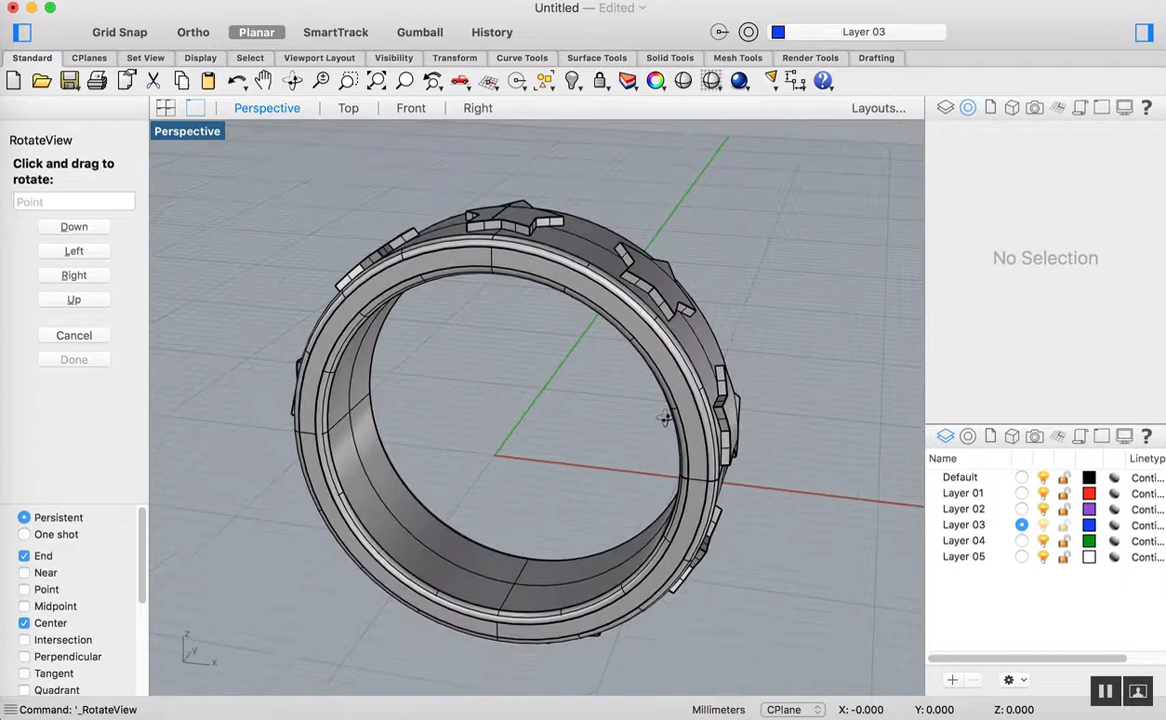 Untitled — Edited
Grid Snap Ortho Planar SmartTrack Gumball History Layer 03
Standard CPlanes Set View Display Select Viewport Layout Visibility Transform Curve Tools Surface Tools Solid Tools Mesh Tools Render Tools Drafting
Perspective Top Front Right Layouts...
Perspective
RotateView
Click and drag to
rotate:
Point
Down
Left
Right
Up
Cancel
Done
No Selection
Name Linetyp
Default Conti...
Layer 01 Conti...
Layer 02 Conti...
Layer 03 Conti...
Layer 04 Conti...
Layer 05 Conti...
Persistent
One shot
End
Near
Point
Midpoint
Center
Intersection
Perpendicular
Tangent
Quadrant
z
y
x
Command: '_RotateView Millimeters CPlane X: -0.000 Y: 0.000 Z: 0.000